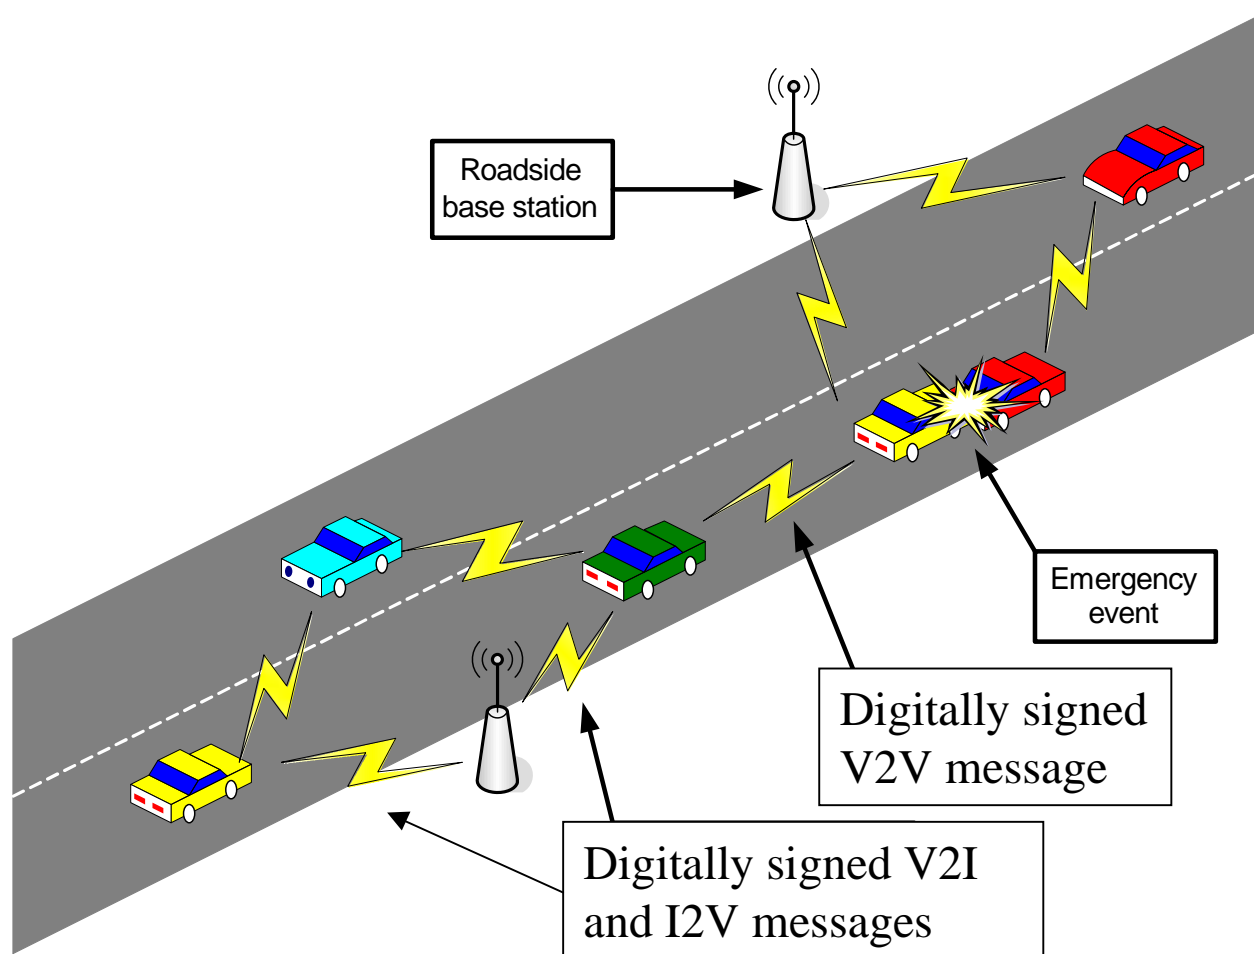 Roadside
base station
Emergency
event
Digitally signed
V2V message
Digitally signed V2I
and I2V messages